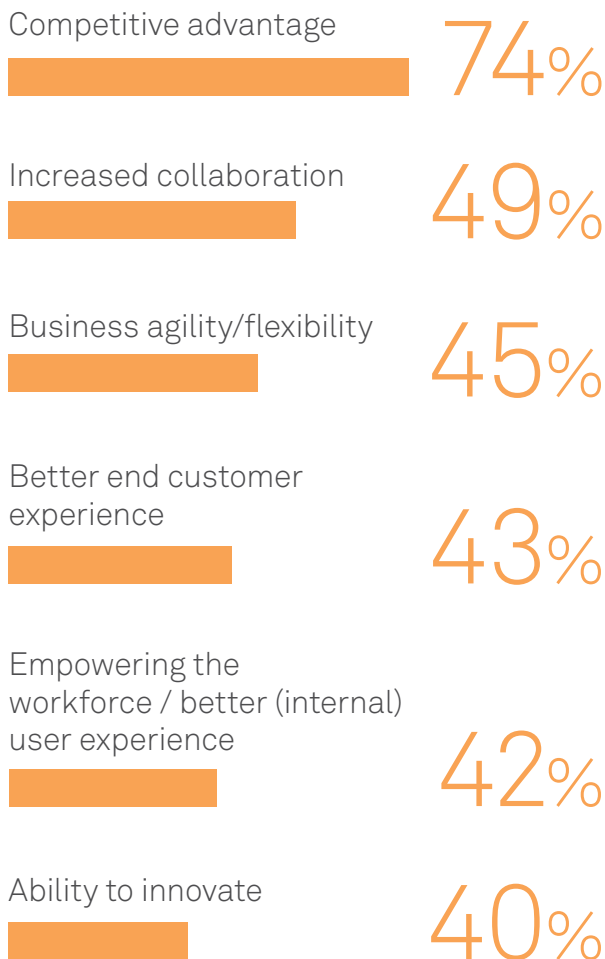 Competitive advantage
74%
Increased collaboration
49%
Business agility/flexibility
45%
Better end customer
experience
43%
Empowering the
workforce / better (internal)
user experience
42%
Ability to innovate
40%